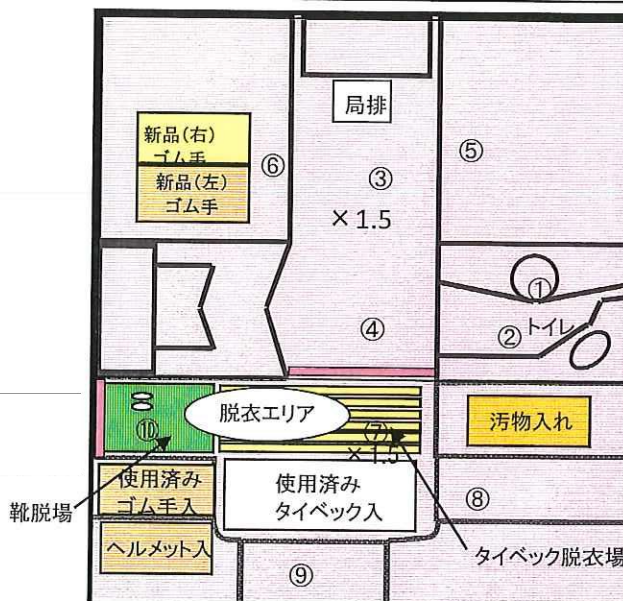 局排
新品(右)
ゴム手
新品(左)
ゴム手
⑥
③
⑤
×1.5
①
④
② トイレ
脱衣エリア
⑩
⑦
×1.5
汚物入れ
使用済み
ゴム手入
使用済み
タイベック入
⑧
靴脱場
ヘルメット入
タイベック脱衣場
⑨